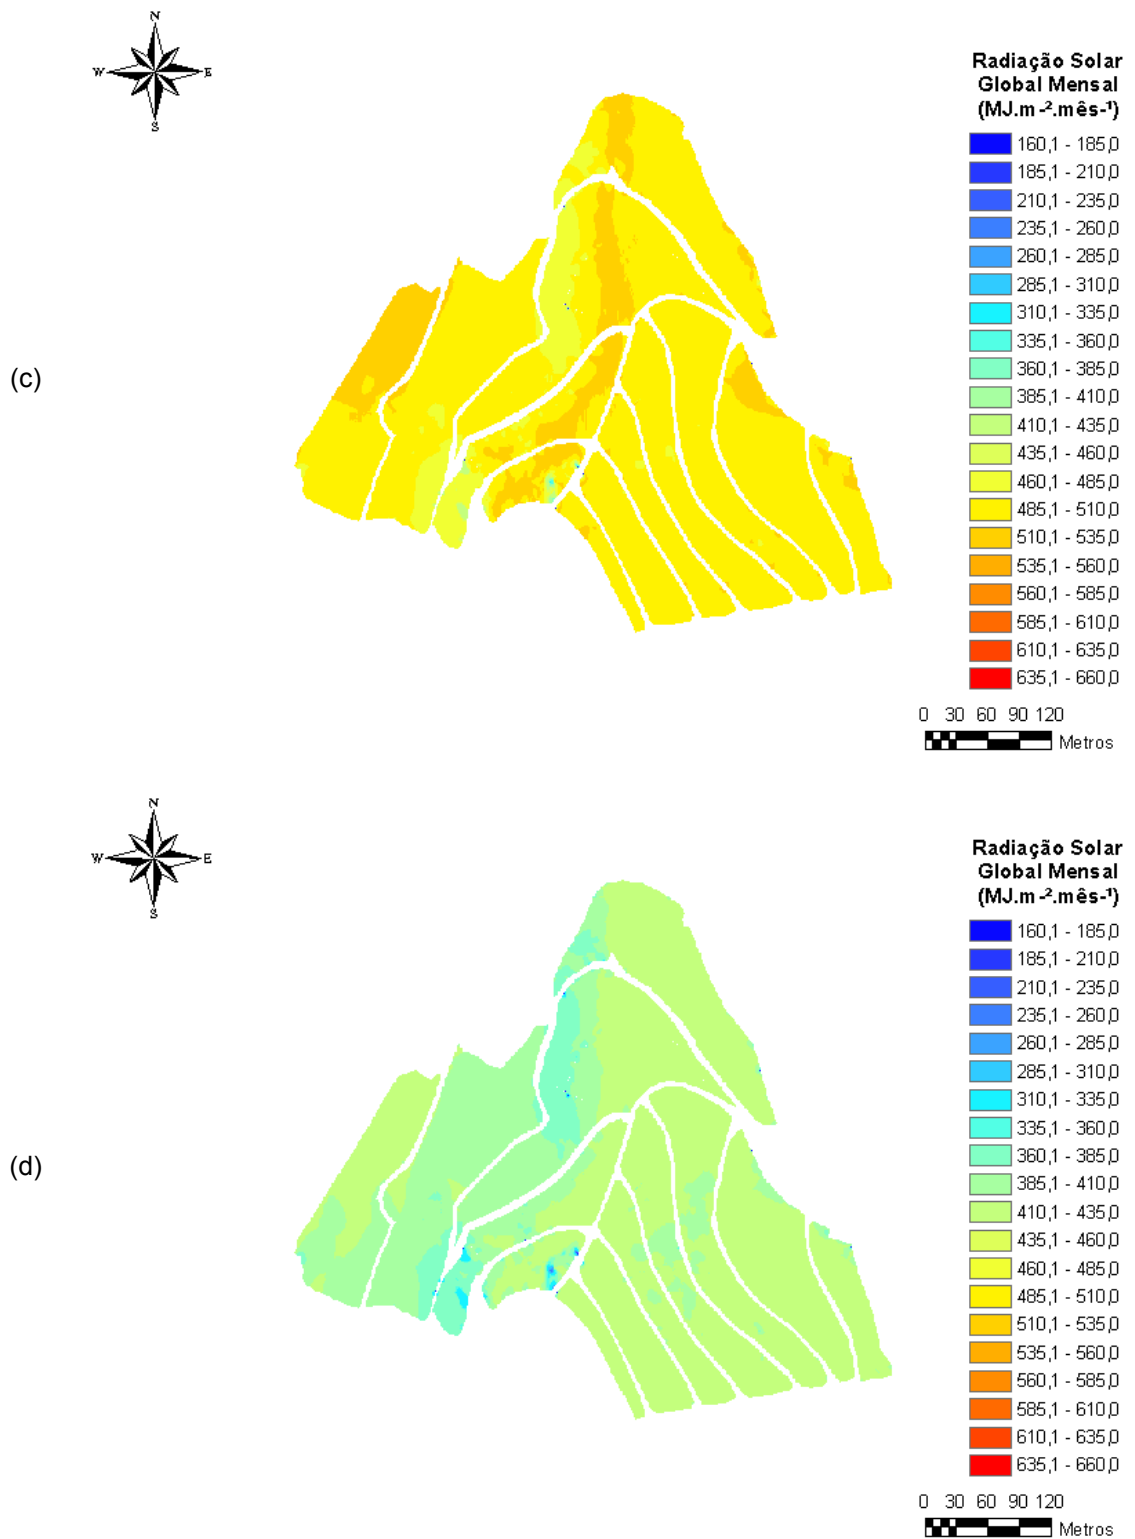 N
W E
S
Radiação Solar
Global Mensal
(MJ.m-².mês-¹)
160,1 - 185,0
185,1 - 210,0
210,1 - 235,0
235,1 - 260,0
260,1 - 285,0
285,1 - 310,0
310,1 - 335,0
335,1 - 360,0
360,1 - 385,0
385,1 - 410,0
410,1 - 435,0
435,1 - 460,0
460,1 - 485,0
485,1 - 510,0
510,1 - 535,0
535,1 - 560,0
560,1 - 585,0
585,1 - 610,0
610,1 - 635,0
635,1 - 660,0
(c)
0 30 60 90 120
Metros
N
W E
S
Radiação Solar
Global Mensal
(MJ.m-².mês-¹)
160,1 - 185,0
185,1 - 210,0
210,1 - 235,0
235,1 - 260,0
260,1 - 285,0
285,1 - 310,0
310,1 - 335,0
335,1 - 360,0
360,1 - 385,0
385,1 - 410,0
410,1 - 435,0
435,1 - 460,0
460,1 - 485,0
485,1 - 510,0
510,1 - 535,0
535,1 - 560,0
560,1 - 585,0
585,1 - 610,0
610,1 - 635,0
635,1 - 660,0
(d)
0 30 60 90 120
Metros